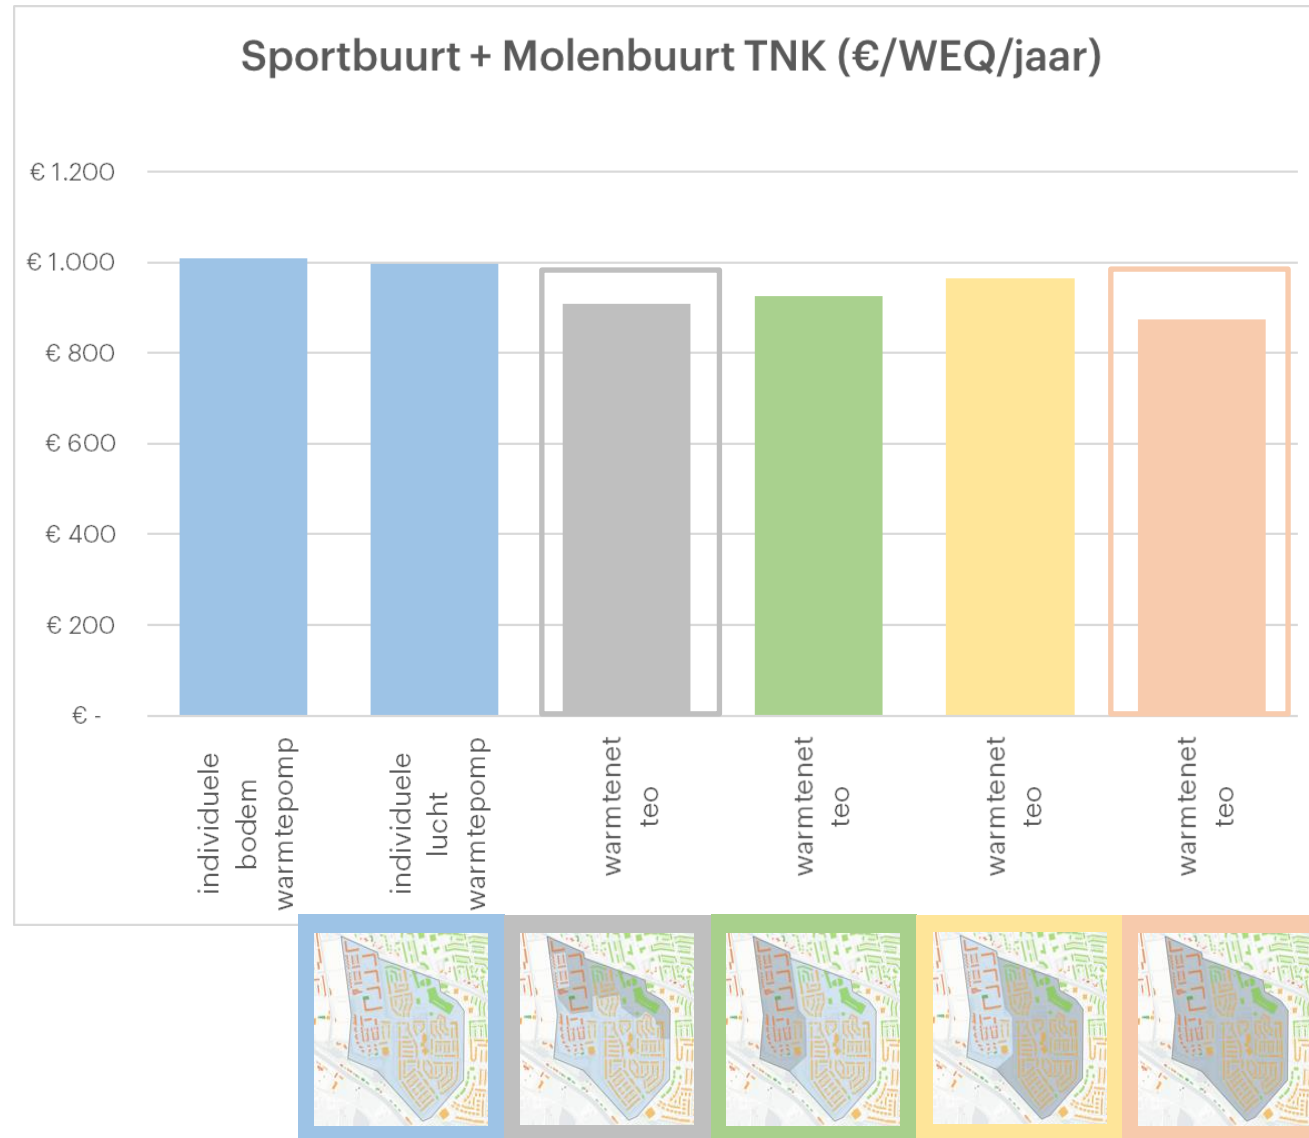 Sportbuurt + Molenbuurt TNK (€/WEQ/jaar)
€ 1.200
€ 1.000
€ 800
€ 600
€ 400
€ 200
€ -
individuele
bodem
warmtepomp
individuele
lucht
warmtepomp
warmtenet
teo
warmtenet
teo
warmtenet
teo
warmtenet
teo